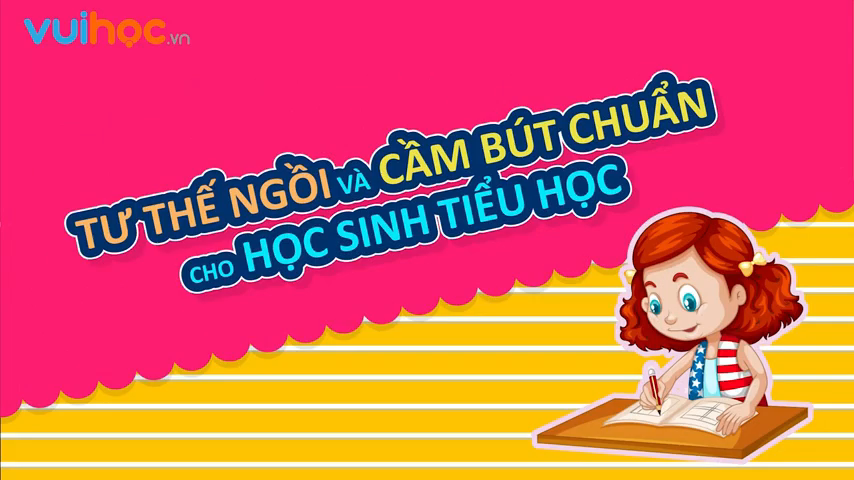 vuihọc.vn
TƯ THẾ NGỒI VÀ CẦM BÚT CHUẨN
CHO HỌC SINH TIỂU HỌC